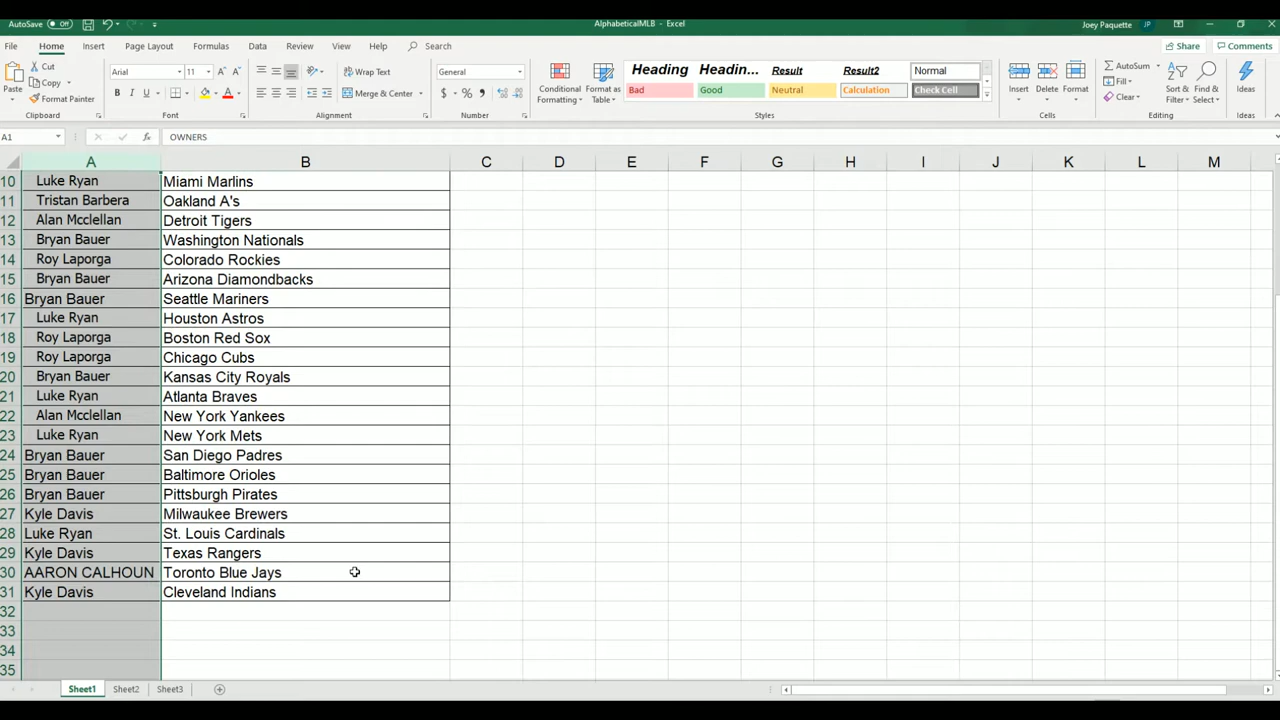 AutoSave Off AlphabeticalMLB - Excel Joey Paquette JP
File Home Insert Page Layout Formulas Data Review View Help Search Share Comments
Cut Arial 11 Wrap Text General Heading Headin... Result Result2 Normal AutoSum
Copy Fill
Paste Format Painter Merge & Center Conditional Formatting Format as Table Bad Good Neutral Calculation Check Cell Insert Delete Format Clear Sort & Filter Find & Select Ideas
Clipboard Font Alignment Number Styles Cells Editing Ideas
A1 OWNERS
A B C D E F G H I J K L M
10 Luke Ryan Miami Marlins
11 Tristan Barbera Oakland A's
12 Alan Mcclellan Detroit Tigers
13 Bryan Bauer Washington Nationals
14 Roy Laporga Colorado Rockies
15 Bryan Bauer Arizona Diamondbacks
16 Bryan Bauer Seattle Mariners
17 Luke Ryan Houston Astros
18 Roy Laporga Boston Red Sox
19 Roy Laporga Chicago Cubs
20 Bryan Bauer Kansas City Royals
21 Luke Ryan Atlanta Braves
22 Alan Mcclellan New York Yankees
23 Luke Ryan New York Mets
24 Bryan Bauer San Diego Padres
25 Bryan Bauer Baltimore Orioles
26 Bryan Bauer Pittsburgh Pirates
27 Kyle Davis Milwaukee Brewers
28 Luke Ryan St. Louis Cardinals
29 Kyle Davis Texas Rangers
30 AARON CALHOUN Toronto Blue Jays
31 Kyle Davis Cleveland Indians
32
33
34
35
Sheet1 Sheet2 Sheet3